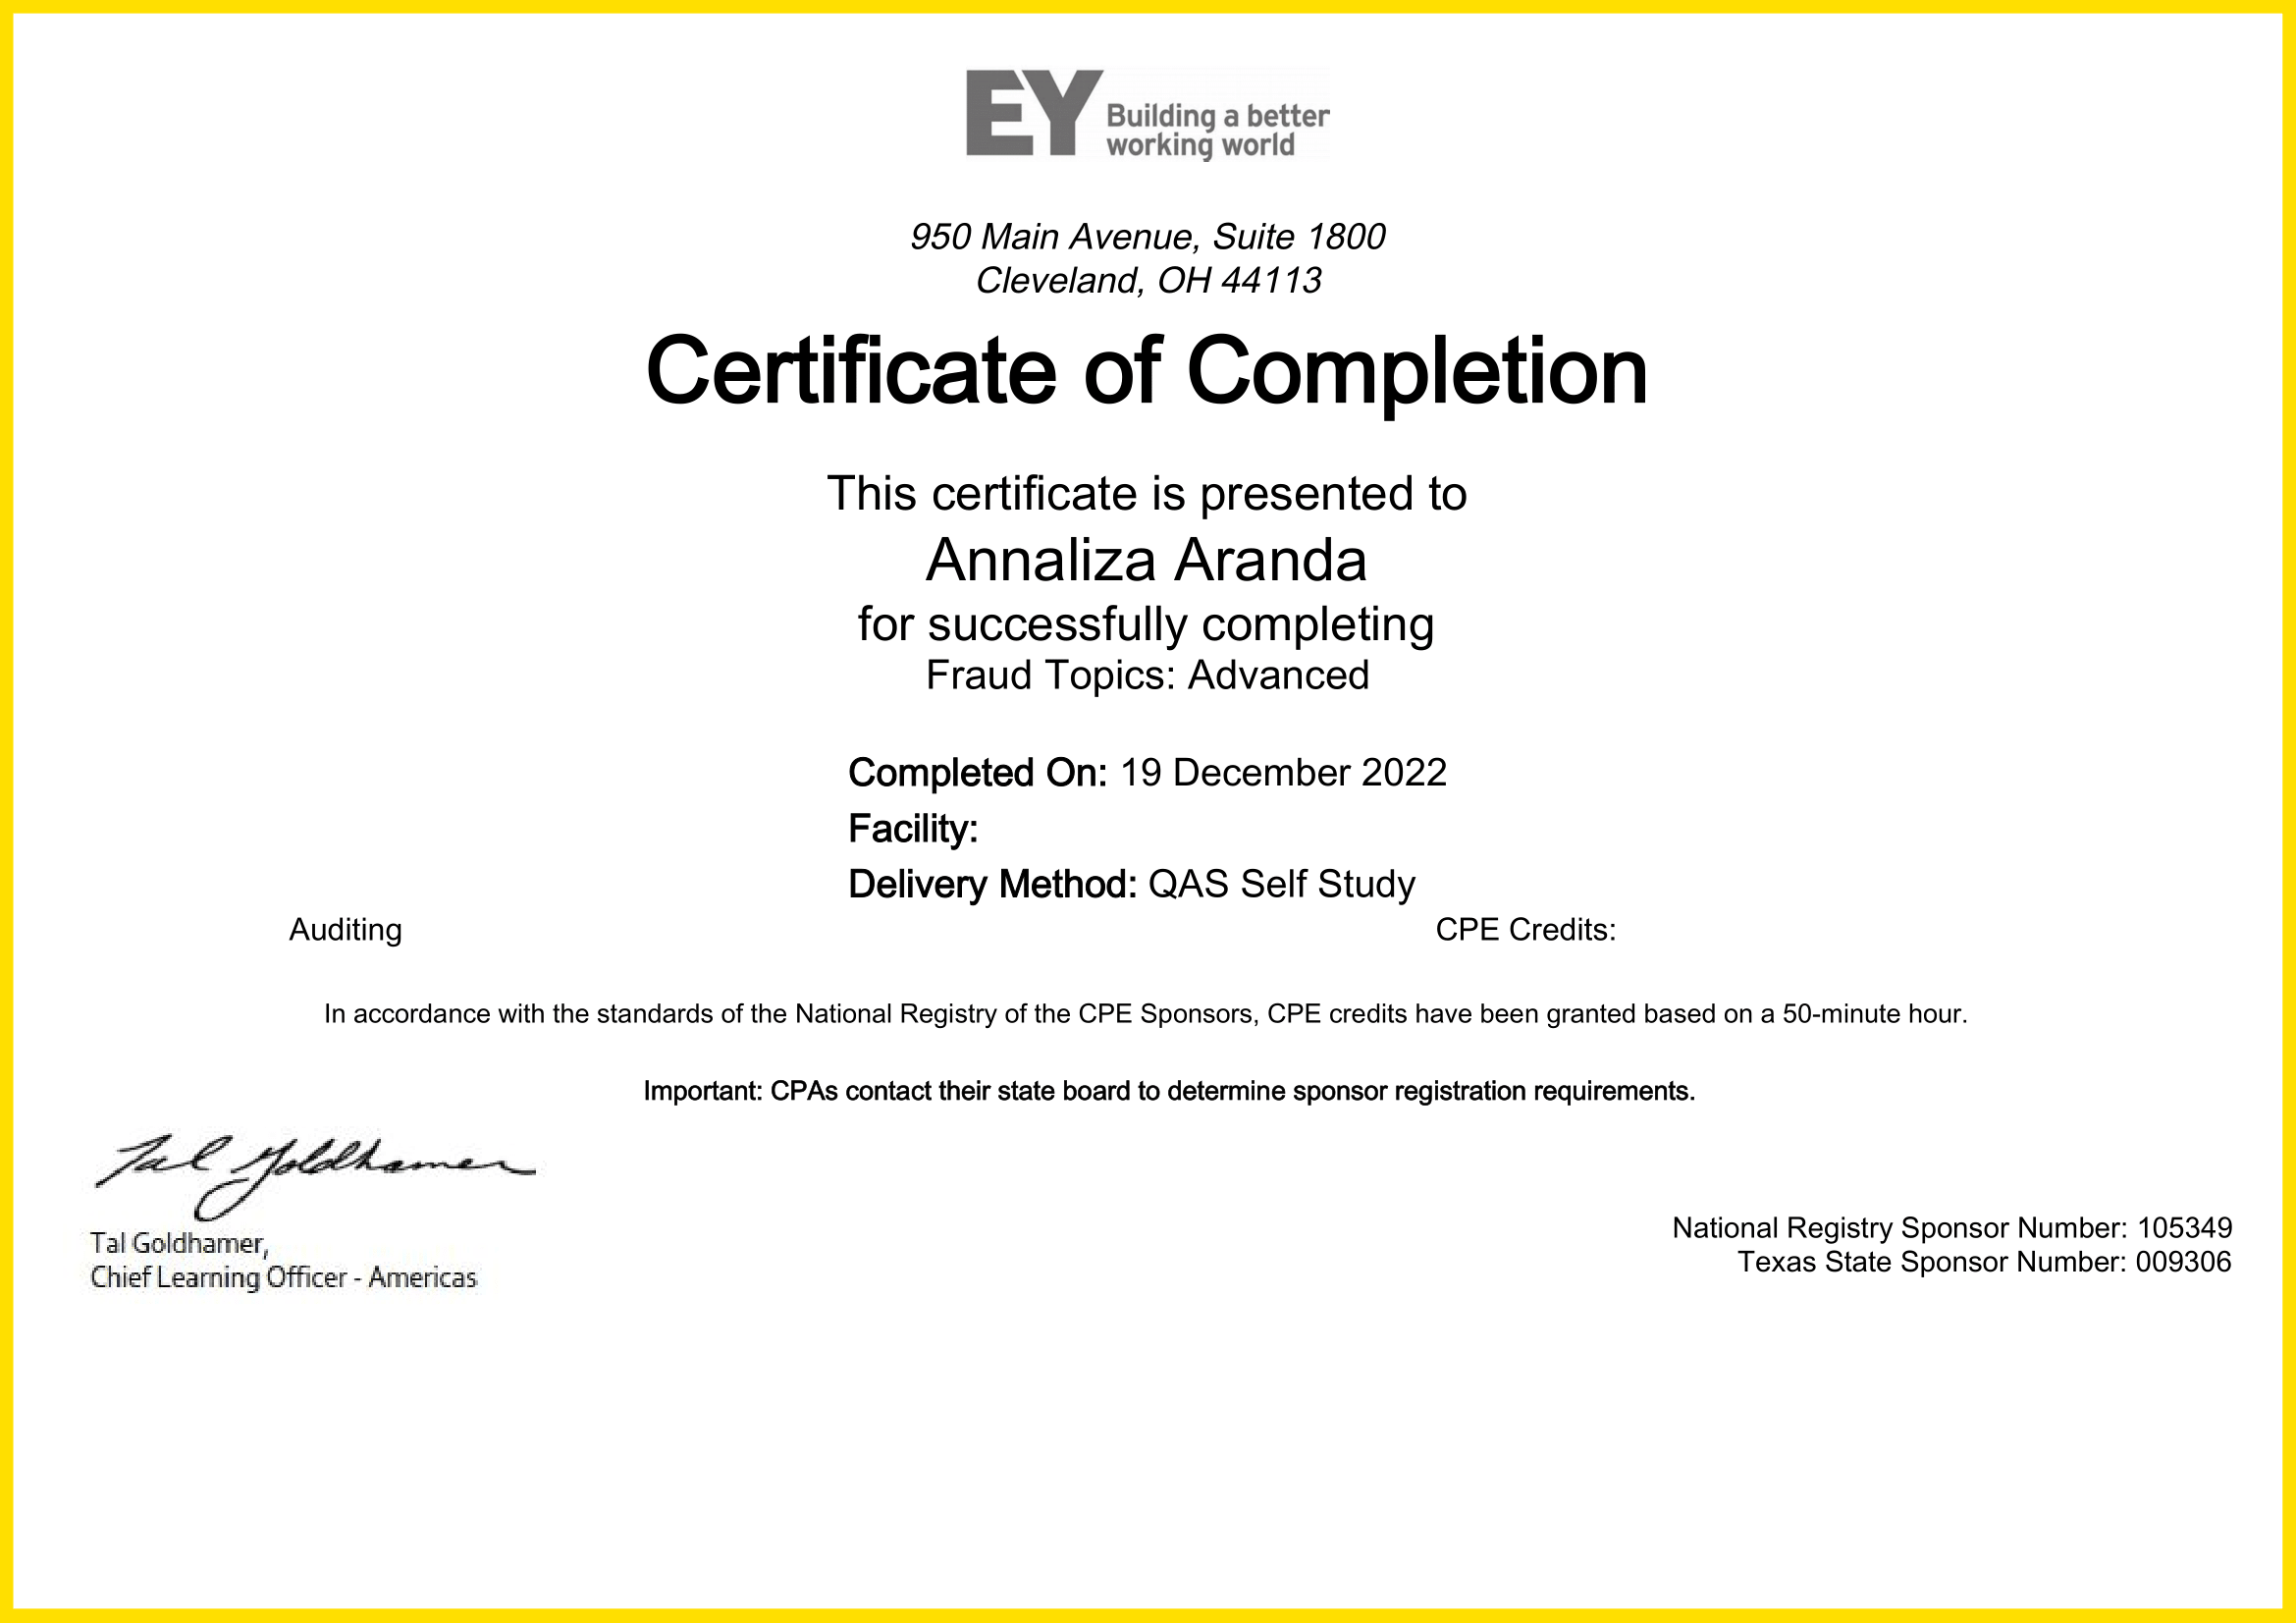 EY Building a better
working world
950 Main Avenue, Suite 1800
Cleveland, OH 44113
Certificate of Completion
This certificate is presented to
Annaliza Aranda
for successfully completing
Fraud Topics: Advanced
Completed On: 19 December 2022
Facility:
Delivery Method: QAS Self Study
Auditing CPE Credits:
In accordance with the standards of the National Registry of the CPE Sponsors, CPE credits have been granted based on a 50-minute hour.
Important: CPAs contact their state board to determine sponsor registration requirements.
Tal Goldhamer
Tal Goldhamer,
Chief Learning Officer - Americas
National Registry Sponsor Number: 105349
Texas State Sponsor Number: 009306